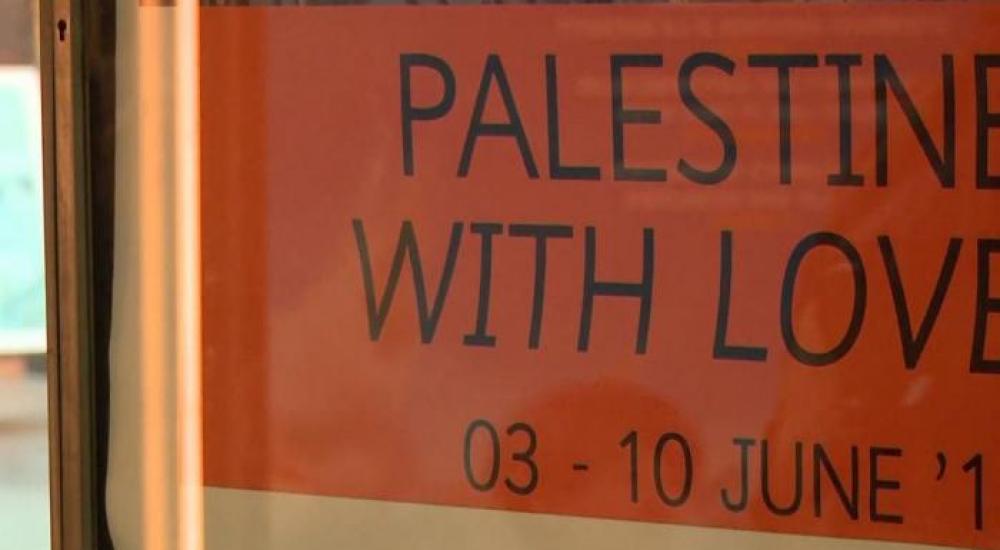 PALESTINE
WITH LOVE
03 - 10 JUNE '1